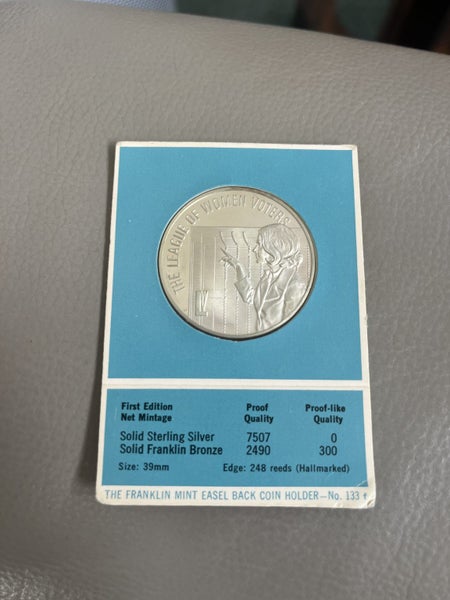 THE LEAGUE OF WOMEN VOTERS
First Edition Proof Proof-like
Net Mintage Quality Quality
Solid Sterling Silver 7507 0
Solid Franklin Bronze 2490 300
Size: 39mm Edge: 248 reeds (Hallmarked)
THE FRANKLIN MINT EASEL BACK COIN HOLDER—No. 133